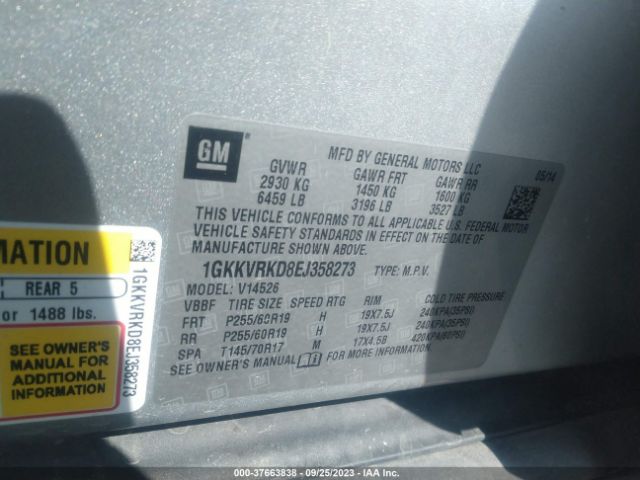 GM
MFD BY GENERAL MOTORS LLC
05/14
GVWR GAWR FRT GAWR RR
2930 KG 1450 KG 1600 KG
6459 LB 3196 LB 3527 LB
THIS VEHICLE CONFORMS TO ALL APPLICABLE U.S. FEDERAL MOTOR
VEHICLE SAFETY STANDARDS IN EFFECT ON THE DATE OF
MANUFACTURE SHOWN ABOVE.
1GKKVRKD8EJ358273 TYPE: M.P.V.
MODEL: V14526
VBBF TIRE SIZE SPEED RTG RIM COLD TIRE PRESSURE
FRT P255/65R19 H 19X7.5J 240KPA(35PSI)
RR P255/60R19 H 19X7.5J 240KPA(35PSI)
SPA T145/70R17 M 17X4.5B 420KPA(60PSI)
SEE OWNER'S MANUAL FOR MORE INFORMATION.
MATION
REAR 5
or 1488 lbs.
SEE OWNER'S
MANUAL FOR
ADDITIONAL
INFORMATION
1GKKVRKD8EJ358273
000-37663838 - 09/25/2023 - IAA Inc.